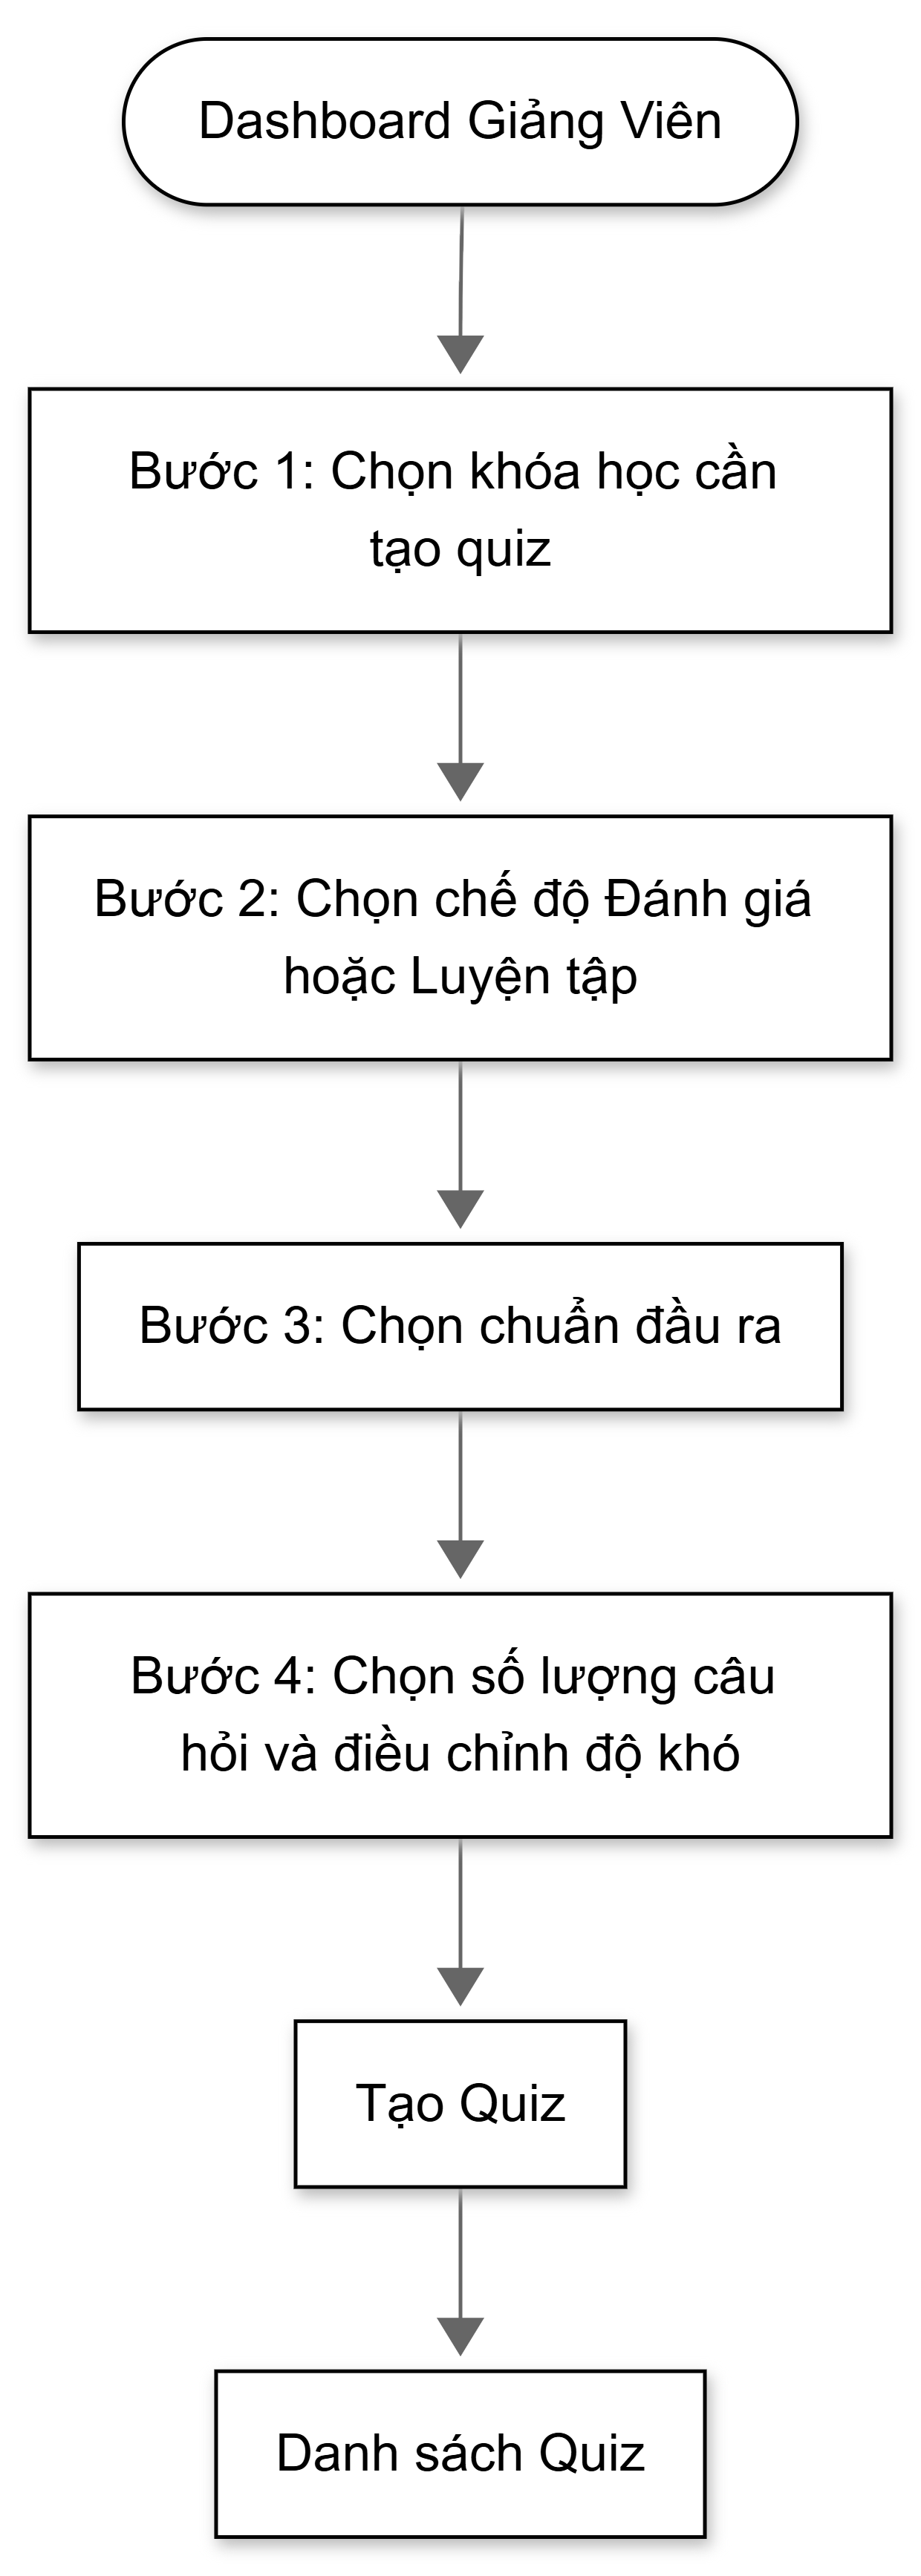 Dashboard Giảng Viên
Bước 1: Chọn khóa học cần
tạo quiz
Bước 2: Chọn chế độ Đánh giá
hoặc Luyện tập
Bước 3: Chọn chuẩn đầu ra
Bước 4: Chọn số lượng câu
hỏi và điều chỉnh độ khó
Tạo Quiz
Danh sách Quiz